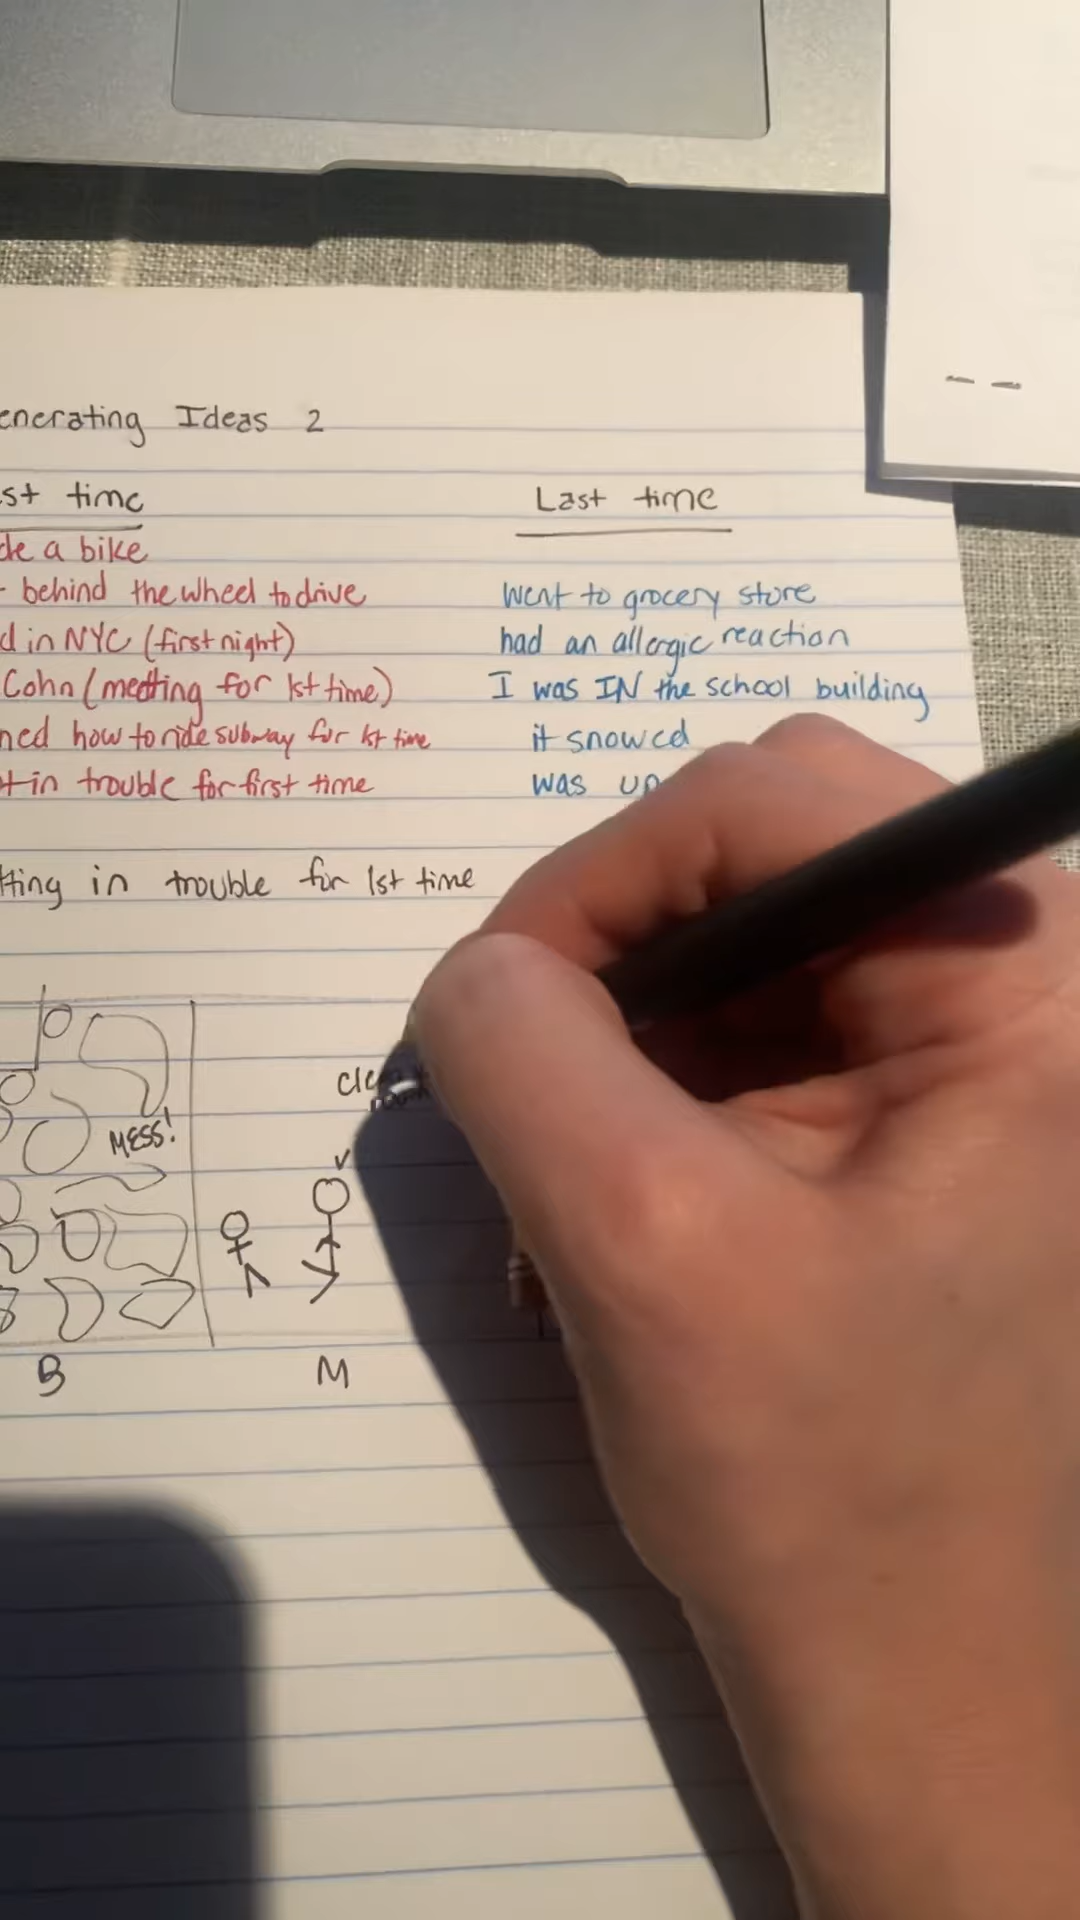 enerating Ideas 2
st time
Last time
de a bike
behind the wheel to drive
went to grocery store
d in NYC (first night)
had an allergic reaction
Cohn (meeting for 1st time)
I was IN the school building
ned how to ride subway for 1st time
it snowed
t in trouble for first time
was up
tting in trouble for 1st time
MESS!
B
M